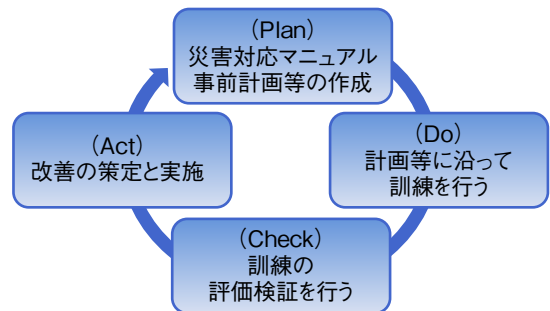 （Plan）
災害対応マニュアル
事前計画等の作成
（Do）
計画等に沿って
訓練を行う
（Check）
訓練の
評価検証を行う
（Act）
改善の策定と実施